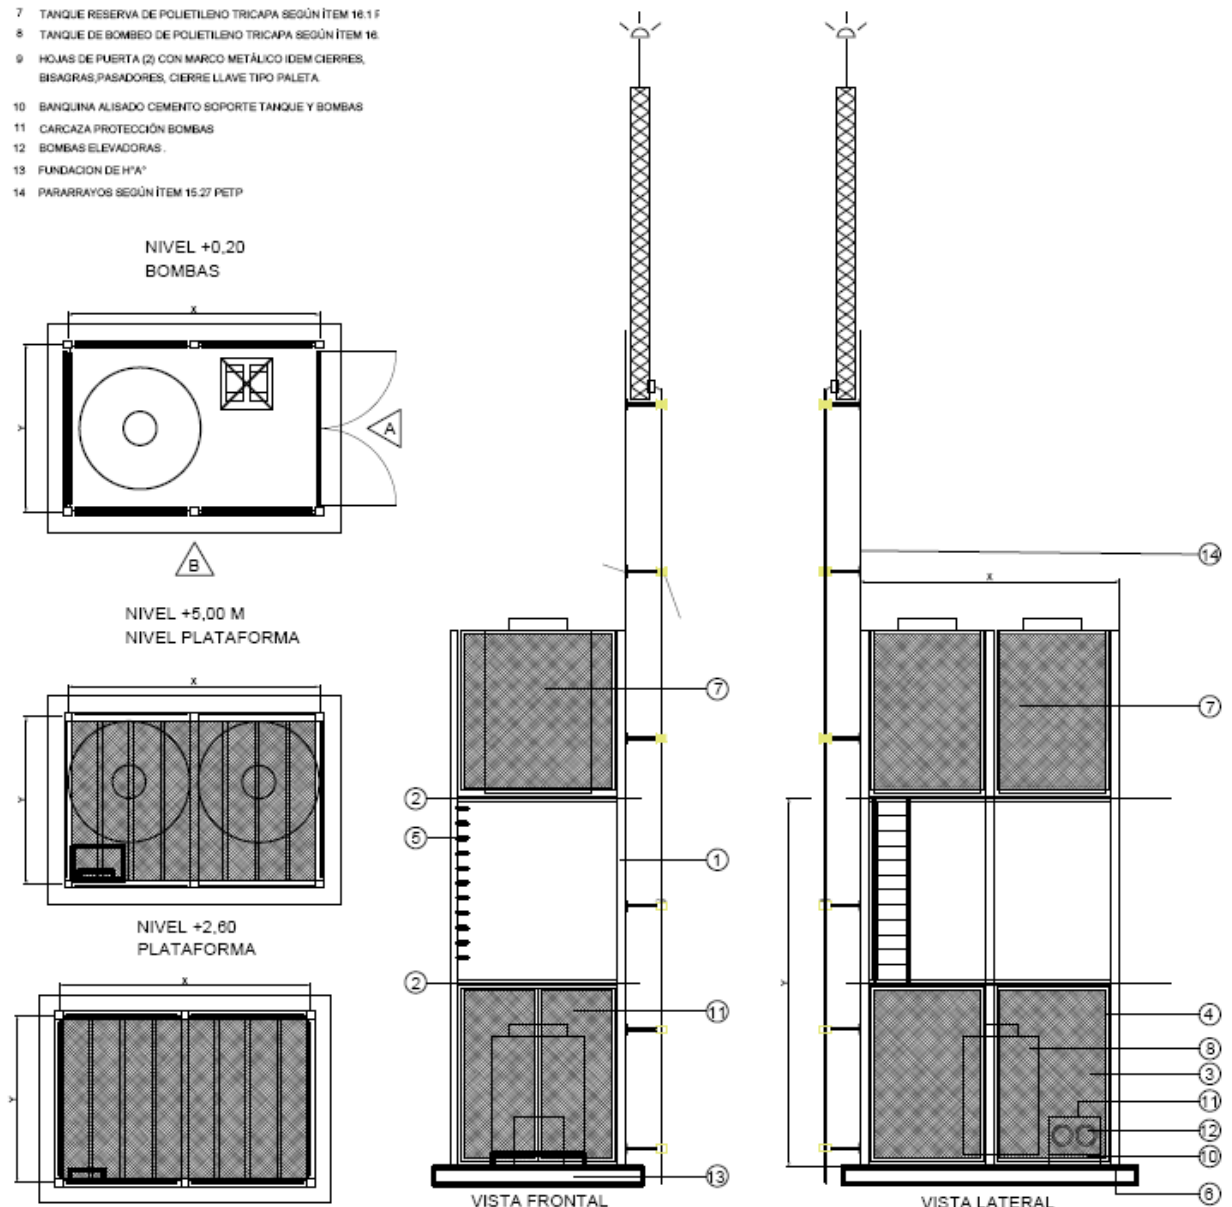 7 TANQUE RESERVA DE POLIETILENO TRICAPA SEGÚN ÍTEM 16.1
8 TANQUE DE BOMBEO DE POLIETILENO TRICAPA SEGÚN ÍTEM 16.
9 HOJAS DE PUERTA (2) CON MARCO METÁLICO IDEM CIERRES,
BISAGRAS,PASADORES, CIERRE LLAVE TIPO PALETA.
10 BANQUINA ALISADO CEMENTO SOPORTE TANQUE Y BOMBAS
11 CARCAZA PROTECCIÓN BOMBAS
12 BOMBAS ELEVADORAS .
13 FUNDACION DE H°A°
14 PARARRAYOS SEGÚN ÍTEM 15.27 PETP
NIVEL +0,20
BOMBAS
X
Y
A
B
NIVEL +5,00 M
NIVEL PLATAFORMA
X
Y
NIVEL +2,60
PLATAFORMA
X
Y
7
2
5
1
2
11
13
VISTA FRONTAL
14
X
7
Y
4
8
3
11
12
10
6
VISTA LATERAL